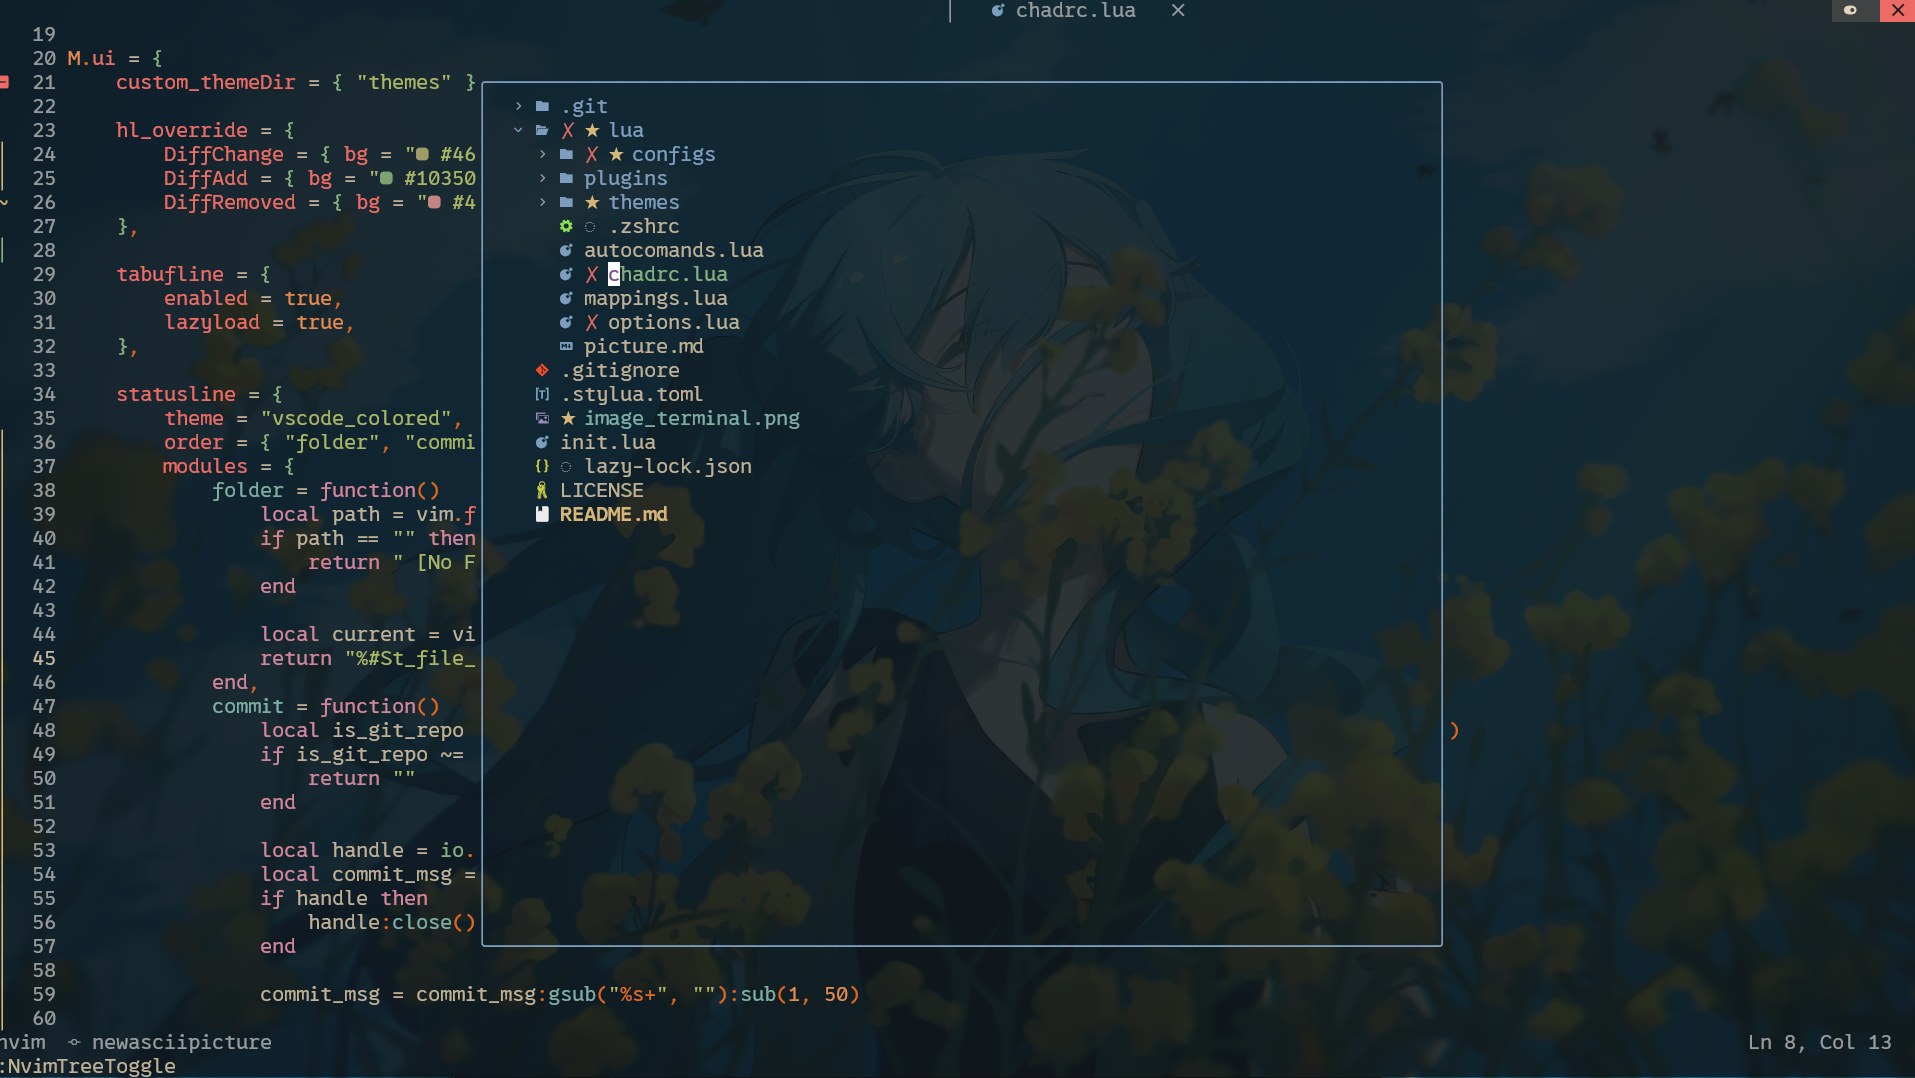 chadrc.lua
19
20 M.ui = {
21 custom_themeDir = { "themes" }
22
23 hl_override = {
24 DiffChange = { bg = " #46
25 DiffAdd = { bg = " #10350
26 DiffRemoved = { bg = " #4
27 },
28
29 tabufline = {
30 enabled = true,
31 lazyload = true,
32 },
33
34 statusline = {
35 theme = "vscode_colored",
36 order = { "folder", "commi
37 modules = {
38 folder = function()
39 local path = vim.f
40 if path == "" then
41 return " [No F
42 end
43
44 local current = vi
45 return "%#St_file_
46 end,
47 commit = function()
48 local is_git_repo
49 if is_git_repo ~=
50 return ""
51 end
52
53 local handle = io.
54 local commit_msg =
55 if handle then
56 handle:close()
57 end
58
59 commit_msg = commit_msg:gsub("%s+", ""):sub(1, 50)
60
.git
✗ ★ lua
✗ ★ configs
plugins
★ themes
◌ .zshrc
autocomands.lua
✗ chadrc.lua
mappings.lua
✗ options.lua
picture.md
.gitignore
.stylua.toml
★ image_terminal.png
init.lua
◌ lazy-lock.json
LICENSE
README.md
)
nvim newasciipicture
Ln 8, Col 13
:NvimTreeToggle